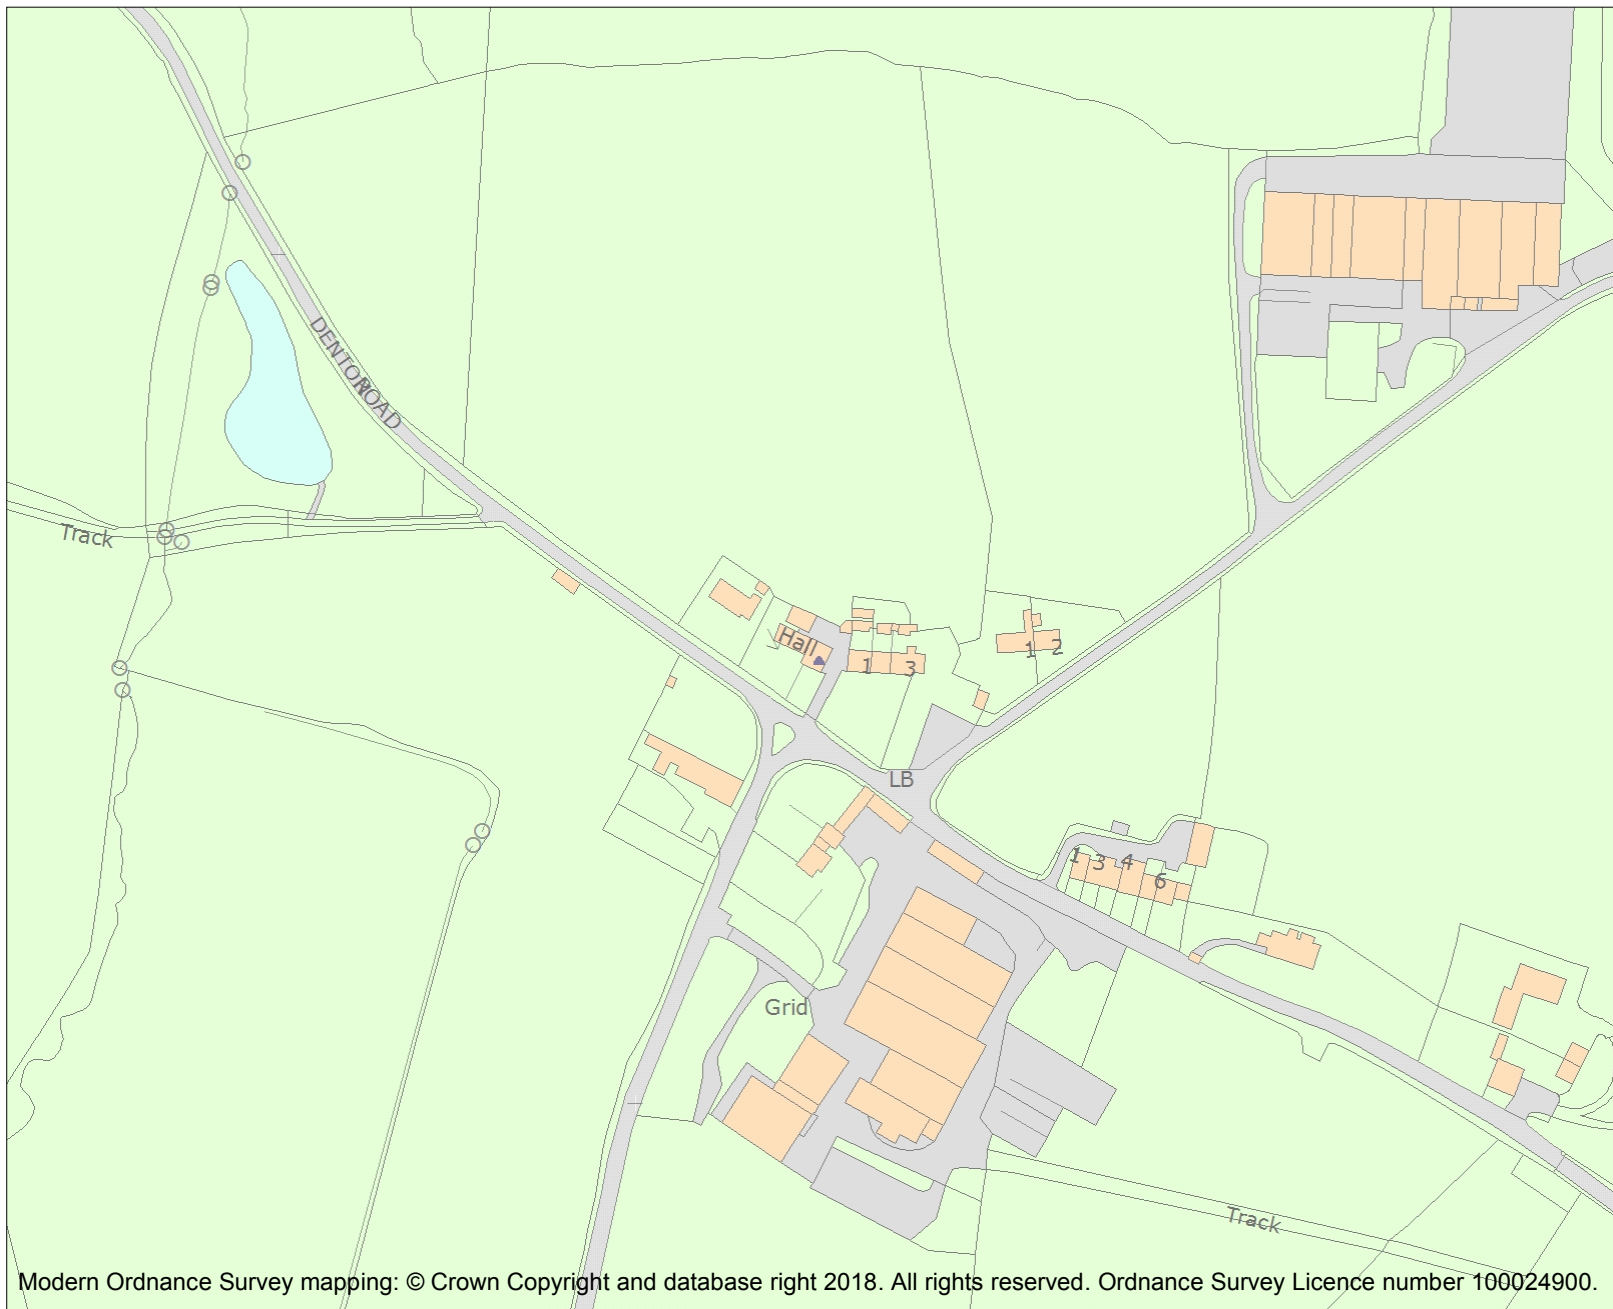 DENTON ROAD
Track
Hall
1
3
1
2
LB
1
3
4
6
Grid
Track
Modern Ordnance Survey mapping: © Crown Copyright and database right 2018. All rights reserved. Ordnance Survey Licence number 100024900.